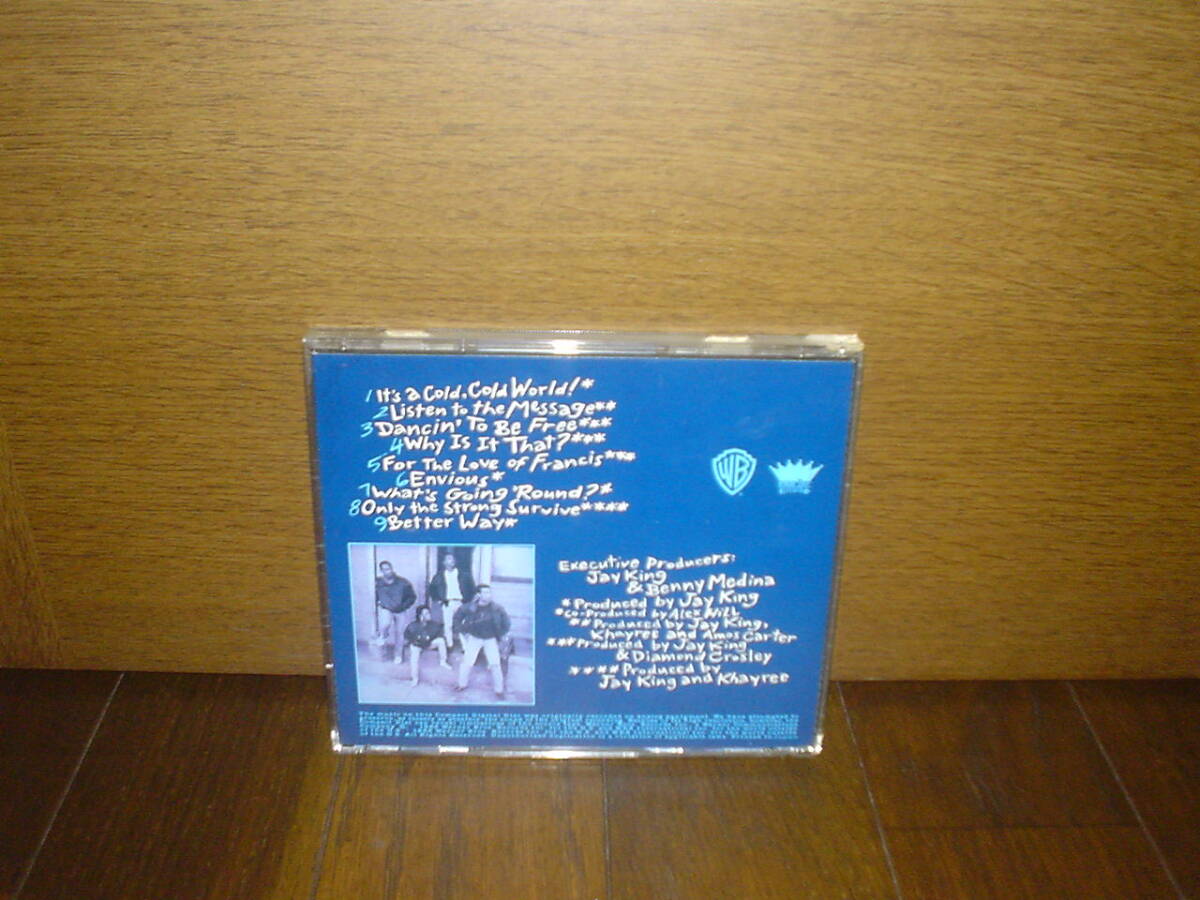 1 It's a Cold, Cold World!*
2 Listen to the Message**
3 Dancin' To Be Free***
4 Why Is It That?***
5 For The Love of Francis***
6 Envious*
7 What's Going 'Round?*
8 Only the Strong Survive****
9 Better Way*
WB
Executive Producers:
Jay King
& Benny Medina
* Produced by Jay King
*Co-Produced by Alex Hill
** Produced by Jay King,
Khayree and Amos Carter
*** Produced by Jay King
& Diamond Crosley
**** Produced by
Jay King and Khayree